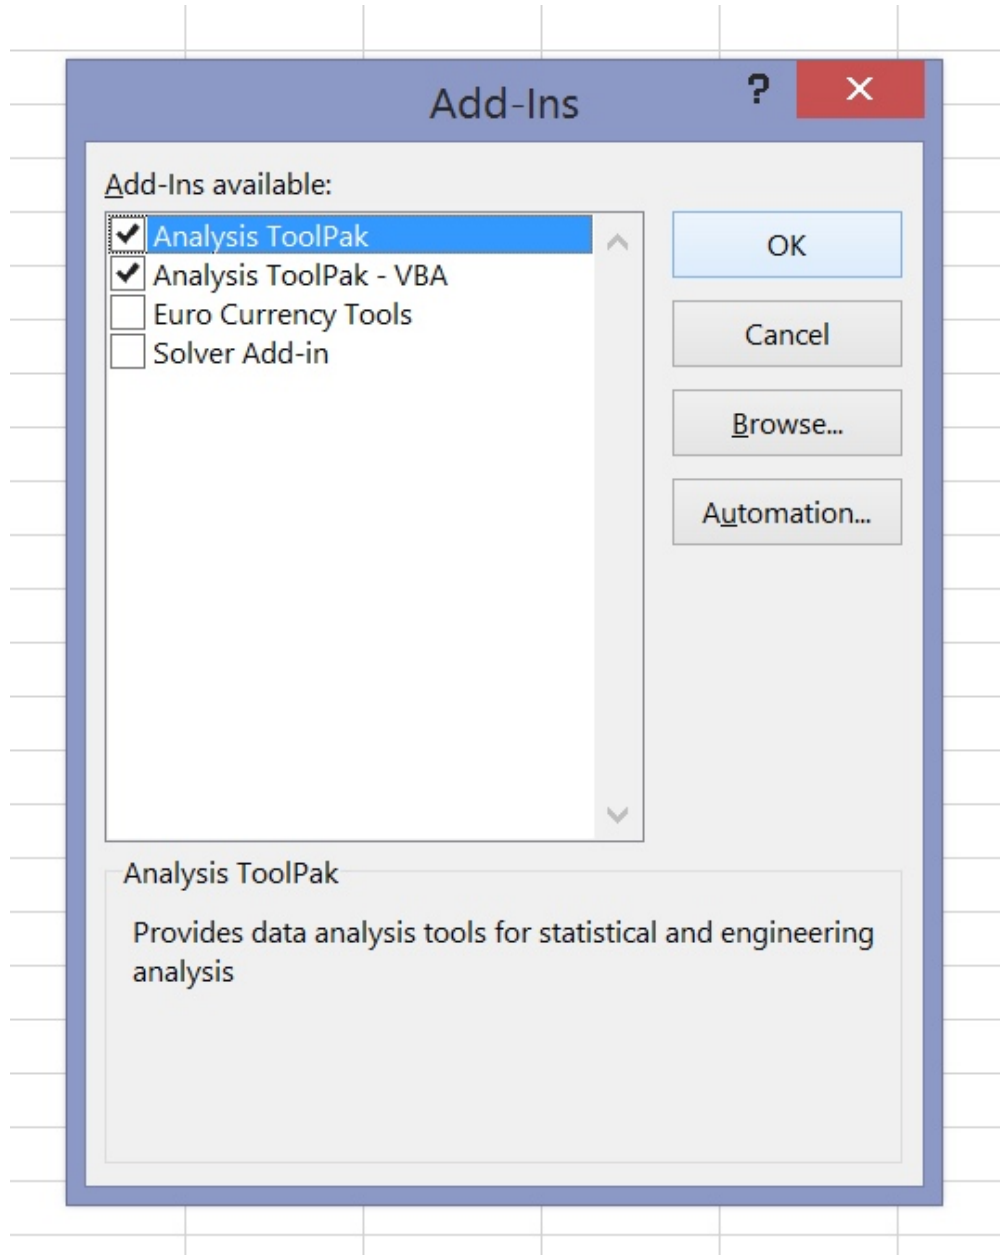 Add-Ins
?
Add-Ins available:
Analysis ToolPak
Analysis ToolPak - VBA
Euro Currency Tools
Solver Add-in
OK
Cancel
Browse...
Automation...
Analysis ToolPak
Provides data analysis tools for statistical and engineering
analysis